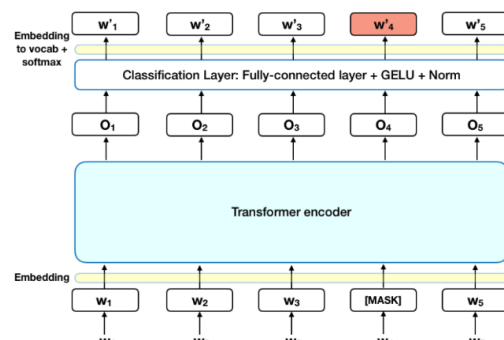 w'1 w'2 w'3 w'4 w'5
Embedding
to vocab +
softmax
Classification Layer: Fully-connected layer + GELU + Norm
O1 O2 O3 O4 O5
Transformer encoder
Embedding
w1 w2 w3 [MASK] w5